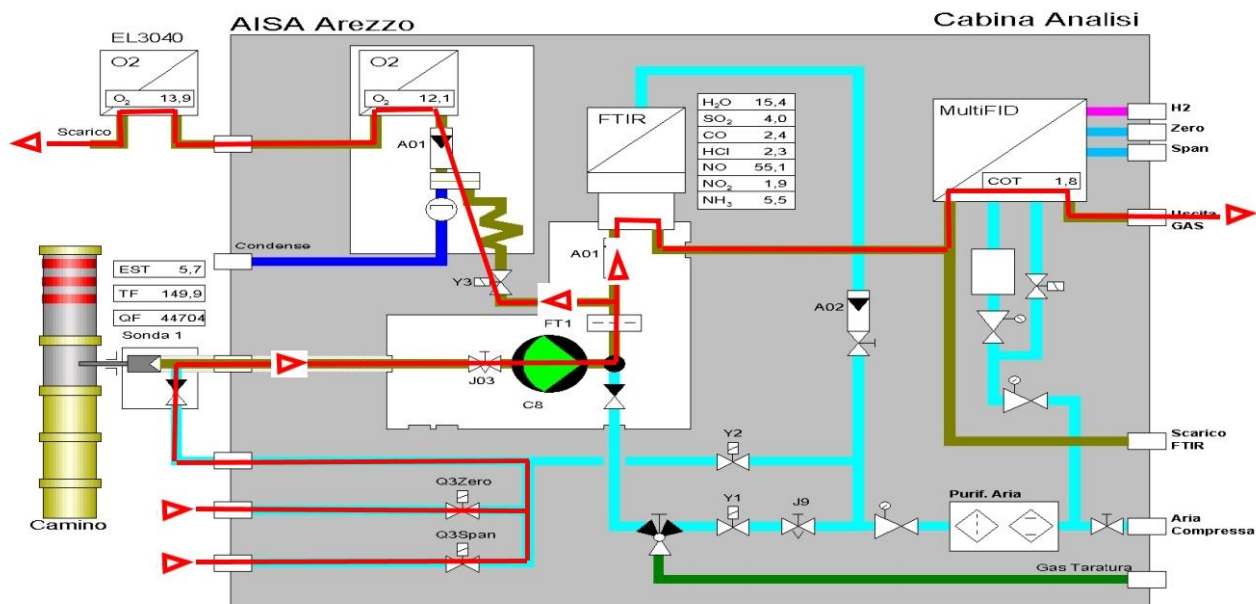 AISA Arezzo
Cabina Analisi
EL3040
O2
O2 13,9
Scarico
O2
O2 12,1
A01
FTIR
H2O 15,4
SO2 4,0
CO 2,4
HCl 2,3
NO 55,1
NO2 1,9
NH3 5,5
MultiFID
COT 1,8
H2
Zero
Span
Uscita
GAS
Condense
EST 5,7
TF 149,9
QF 44704
Sonda 1
A01
Y3
FT1
A02
J03
C8
Scarico
FTIR
Y2
Q3Zero
Y1
J9
Purif. Aria
Aria
Compressa
Q3Span
Camino
Gas Taratura